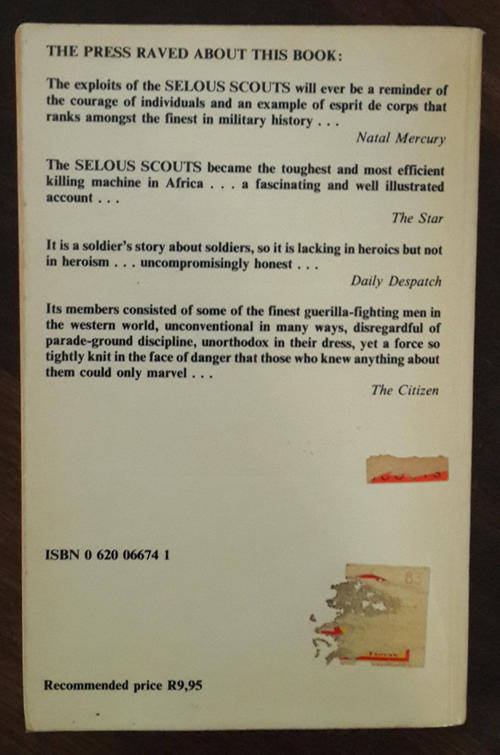 THE PRESS RAVED ABOUT THIS BOOK:
The exploits of the SELOUS SCOUTS will ever be a reminder of
the courage of individuals and an example of esprit de corps that
ranks amongst the finest in military history . . .
Natal Mercury
The SELOUS SCOUTS became the toughest and most efficient
killing machine in Africa . . . a fascinating and well illustrated
account . . .
The Star
It is a soldier's story about soldiers, so it is lacking in heroics but not
in heroism . . . uncompromisingly honest . . .
Daily Despatch
Its members consisted of some of the finest guerilla-fighting men in
the western world, unconventional in many ways, disregardful of
parade-ground discipline, unorthodox in their dress, yet a force so
tightly knit in the face of danger that those who knew anything about
them could only marvel . . .
The Citizen
ISBN 0 620 06674 1
83
Recommended price R9,95